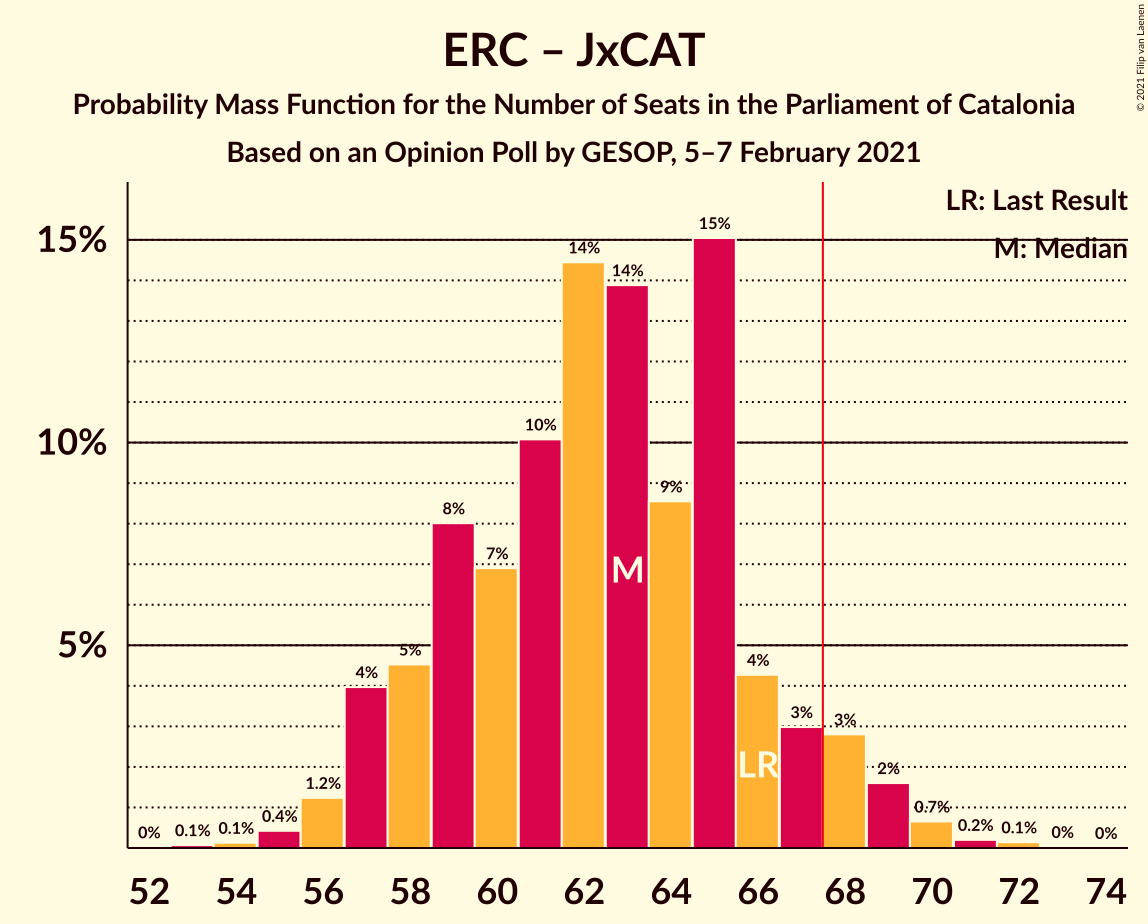 ERC – JxCAT
Probability Mass Function for the Number of Seats in the Parliament of Catalonia
Based on an Opinion Poll by GESOP, 5–7 February 2021
© 2021 Filip van Laenen
LR: Last Result
M: Median
15%
10%
5%
0%
0.1%
0.1%
0.4%
1.2%
4%
5%
8%
7%
10%
14%
14%
9%
15%
4%
3%
3%
2%
0.7%
0.2%
0.1%
0%
0%
M
LR
52 54 56 58 60 62 64 66 68 70 72 74